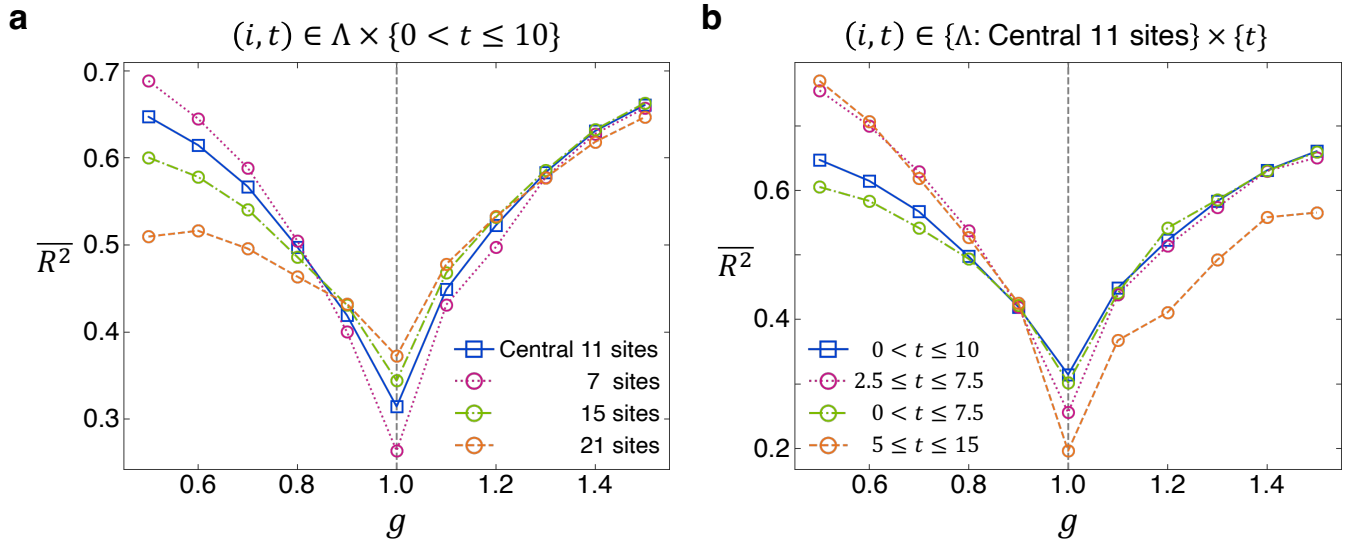 a
(i, t) ∈ Λ × {0 < t ≤ 10}
0.7
0.6
0.5
0.4
0.3
R̅²
0.6
0.8
1.0
1.2
1.4
g
Central 11 sites
7 sites
15 sites
21 sites
b
(i, t) ∈ {Λ: Central 11 sites} × {t}
0.6
0.4
0.2
R̅²
0.6
0.8
1.0
1.2
1.4
g
0 < t ≤ 10
2.5 ≤ t ≤ 7.5
0 < t ≤ 7.5
5 ≤ t ≤ 15